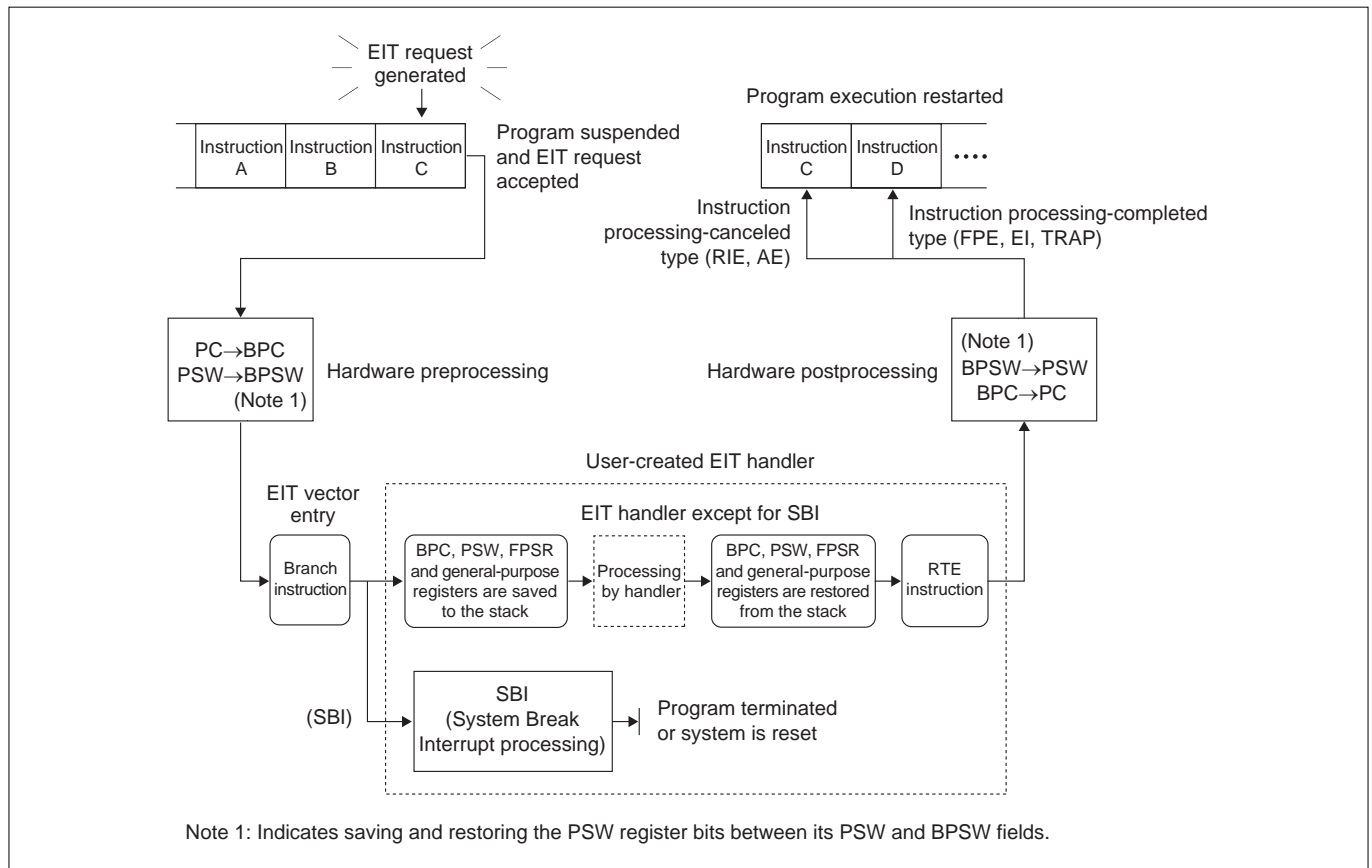 EIT request
generated
Program execution restarted
Instruction
A
Instruction
B
Instruction
C
Program suspended
and EIT request
accepted
Instruction
C
Instruction
D
....
Instruction
processing-canceled
type (RIE, AE)
Instruction processing-completed
type (FPE, EI, TRAP)
PC→BPC
PSW→BPSW
(Note 1)
Hardware preprocessing
Hardware postprocessing
(Note 1)
BPSW→PSW
BPC→PC
User-created EIT handler
EIT vector
entry
EIT handler except for SBI
Branch
instruction
BPC, PSW, FPSR
and general-purpose
registers are saved
to the stack
Processing
by handler
BPC, PSW, FPSR
and general-purpose
registers are restored
from the stack
RTE
instruction
(SBI)
SBI
(System Break
Interrupt processing)
Program terminated
or system is reset
Note 1: Indicates saving and restoring the PSW register bits between its PSW and BPSW fields.